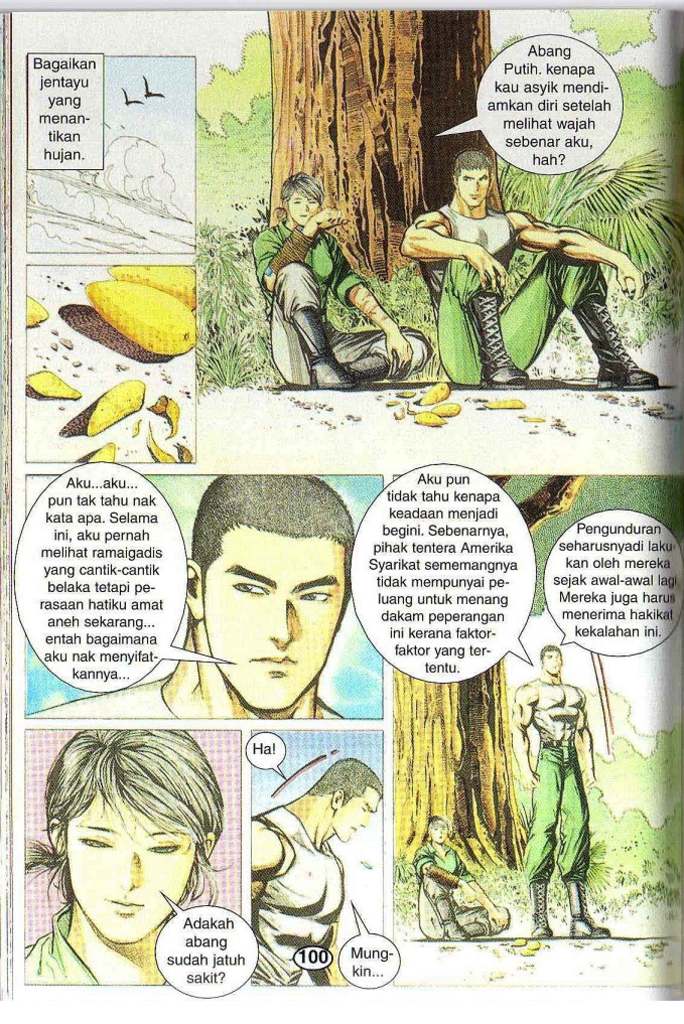 Bagaikan
jentayu
yang
menan-
tikan
hujan.
Abang
Putih. kenapa
kau asyik mendi-
amkan diri setelah
melihat wajah
sebenar aku,
hah?
Aku...aku...
pun tak tahu nak
kata apa. Selama
ini, aku pernah
melihat ramaigadis
yang cantik-cantik
belaka tetapi pe-
rasaan hatiku amat
aneh sekarang...
entah bagaimana
aku nak menyifat-
kannya...
Aku pun
tidak tahu kenapa
keadaan menjadi
begini. Sebenarnya,
pihak tentera Amerika
Syarikat sememangnya
tidak mempunyai pe-
luang untuk menang
dakam peperangan
ini kerana faktor-
faktor yang ter-
tentu.
Pengunduran
seharusnyadi laku-
kan oleh mereka
sejak awal-awal lagi.
Mereka juga harus
menerima hakikat
kekalahan ini.
Adakah
abang
sudah jatuh
sakit?
Ha!
Mung-
kin...
100